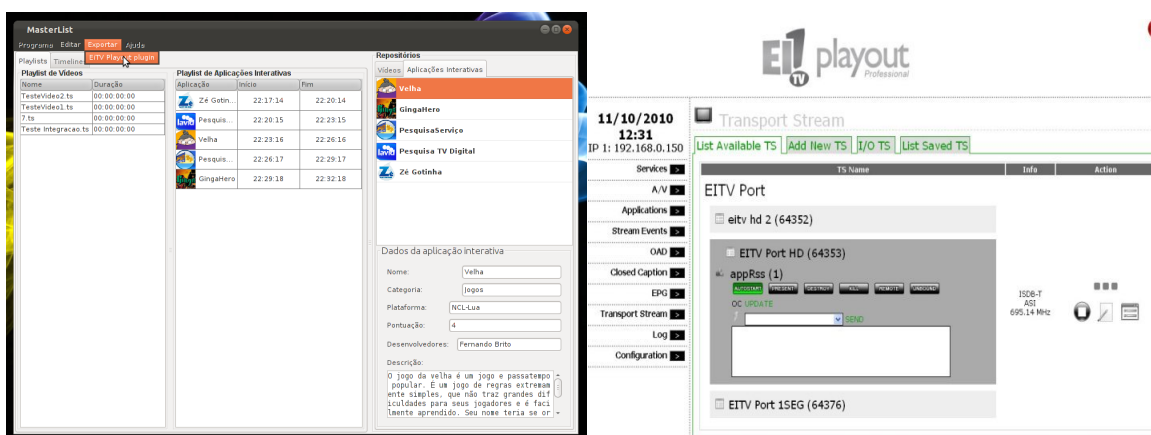 MasterList
Programa Editar Exportar Ajuda
EITV Playout plugin
Playlists Timeline
Playlist de Vídeos
Nome Duração
TesteVideo2.ts 00:00:00:00
TesteVideo1.ts 00:00:00:00
7.ts 00:00:00:00
Teste Integracao.ts 00:00:00:00
Playlist de Aplicações Interativas
Aplicação Início Fim
Zé Gotin... 22:17:14 22:20:14
Pesquis... 22:20:15 22:23:15
Velha 22:23:16 22:26:16
Pesquis... 22:26:17 22:29:17
GingaHero 22:29:18 22:32:18
Repositórios
Vídeos Aplicações Interativas
Velha
GingaHero
PesquisaServiço
Pesquisa TV Digital
Zé Gotinha
Dados da aplicação interativa
Nome: Velha
Categoria: Jogos
Plataforma: NCL-Lua
Pontuação: 4
Desenvolvedores: Fernando Brito
Descrição:
O jogo da velha é um jogo e passatempo
popular. É um jogo de regras extremam
ente simples, que não traz grandes dif
iculdades para seus jogadores e é faci
lmente aprendido. Seu nome teria se or
EITV playout
Professional
11/10/2010
12:31
IP 1: 192.168.0.150
Services
A/V
Applications
Stream Events
OAD
Closed Caption
EPG
Transport Stream
Log
Configuration
Transport Stream
List Available TS Add New TS I/O TS List Saved TS
TS Name Info Action
EITV Port
eitv hd 2 (64352)
EITV Port HD (64353)
appRss (1)
AUTOSTART PRESENT DESTROY KILL REMOTE UNBOUND
OC UPDATE
SEND
ISDB-T
ASI
695.14 MHz
EITV Port 1SEG (64376)